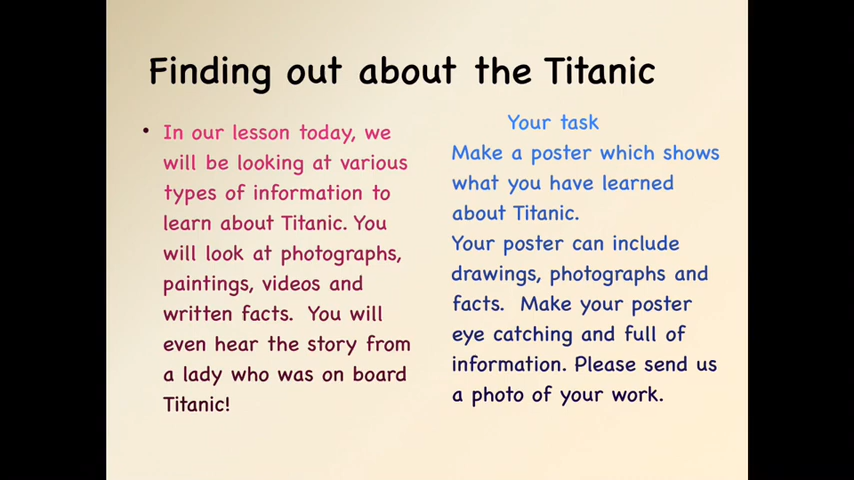 Finding out about the Titanic
• In our lesson today, we
will be looking at various
types of information to
learn about Titanic. You
will look at photographs,
paintings, videos and
written facts.  You will
even hear the story from
a lady who was on board
Titanic!
Your task
Make a poster which shows
what you have learned
about Titanic.
Your poster can include
drawings, photographs and
facts.  Make your poster
eye catching and full of
information. Please send us
a photo of your work.